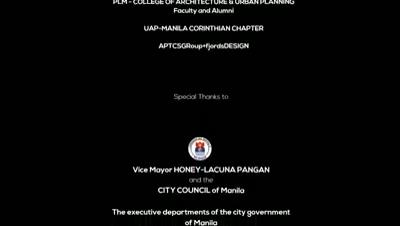 PLM - COLLEGE OF ARCHITECTURE & URBAN PLANNING
Faculty and Alumni
UAP-MANILA CORINTHIAN CHAPTER
APTCSGRoup+fjordsDESIGN
Special Thanks to
Vice Mayor HONEY-LACUNA PANGAN
and the
CITY COUNCIL of Manila
The executive departments of the city government
of Manila